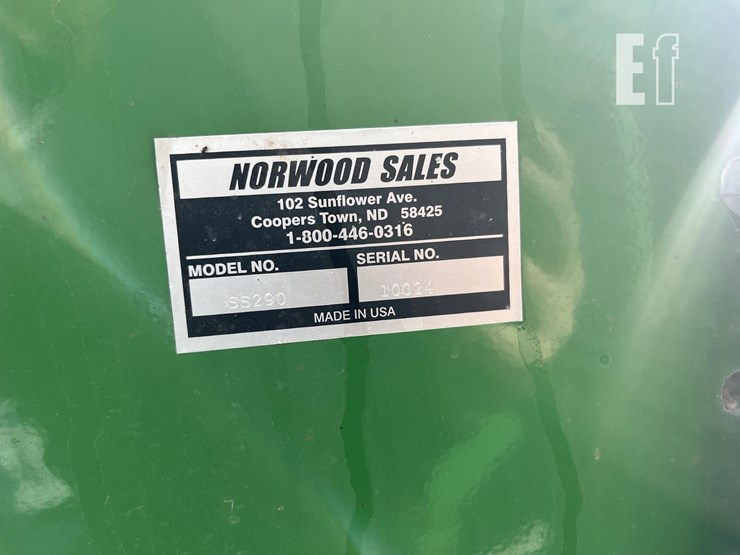 Ef
NORWOOD SALES
102 Sunflower Ave.
Coopers Town, ND 58425
1-800-446-0316
MODEL NO. SERIAL NO.
SS290 10024
MADE IN USA